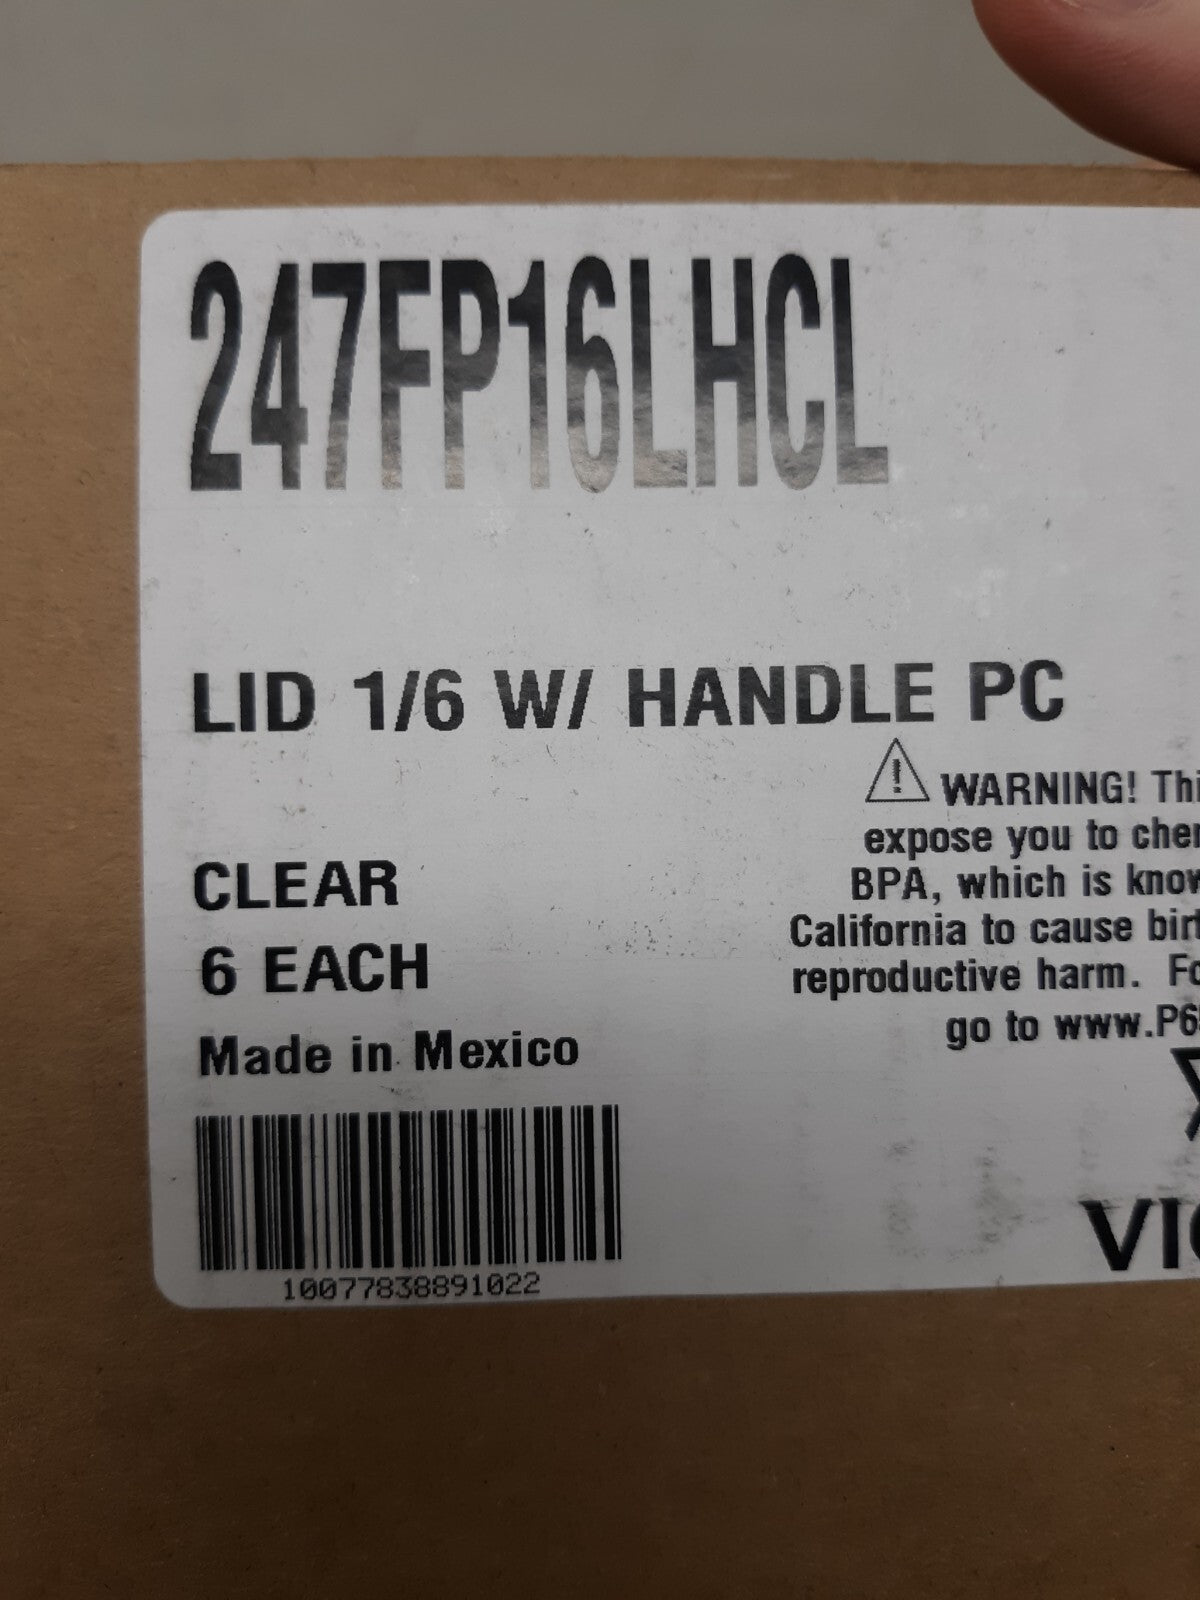 247FP16LHCL
LID 1/6 W/ HANDLE PC
WARNING! Thi
expose you to cher
BPA, which is know
California to cause birt
reproductive harm. Fo
go to www.P6
CLEAR
6 EACH
Made in Mexico
10077838891022
VI